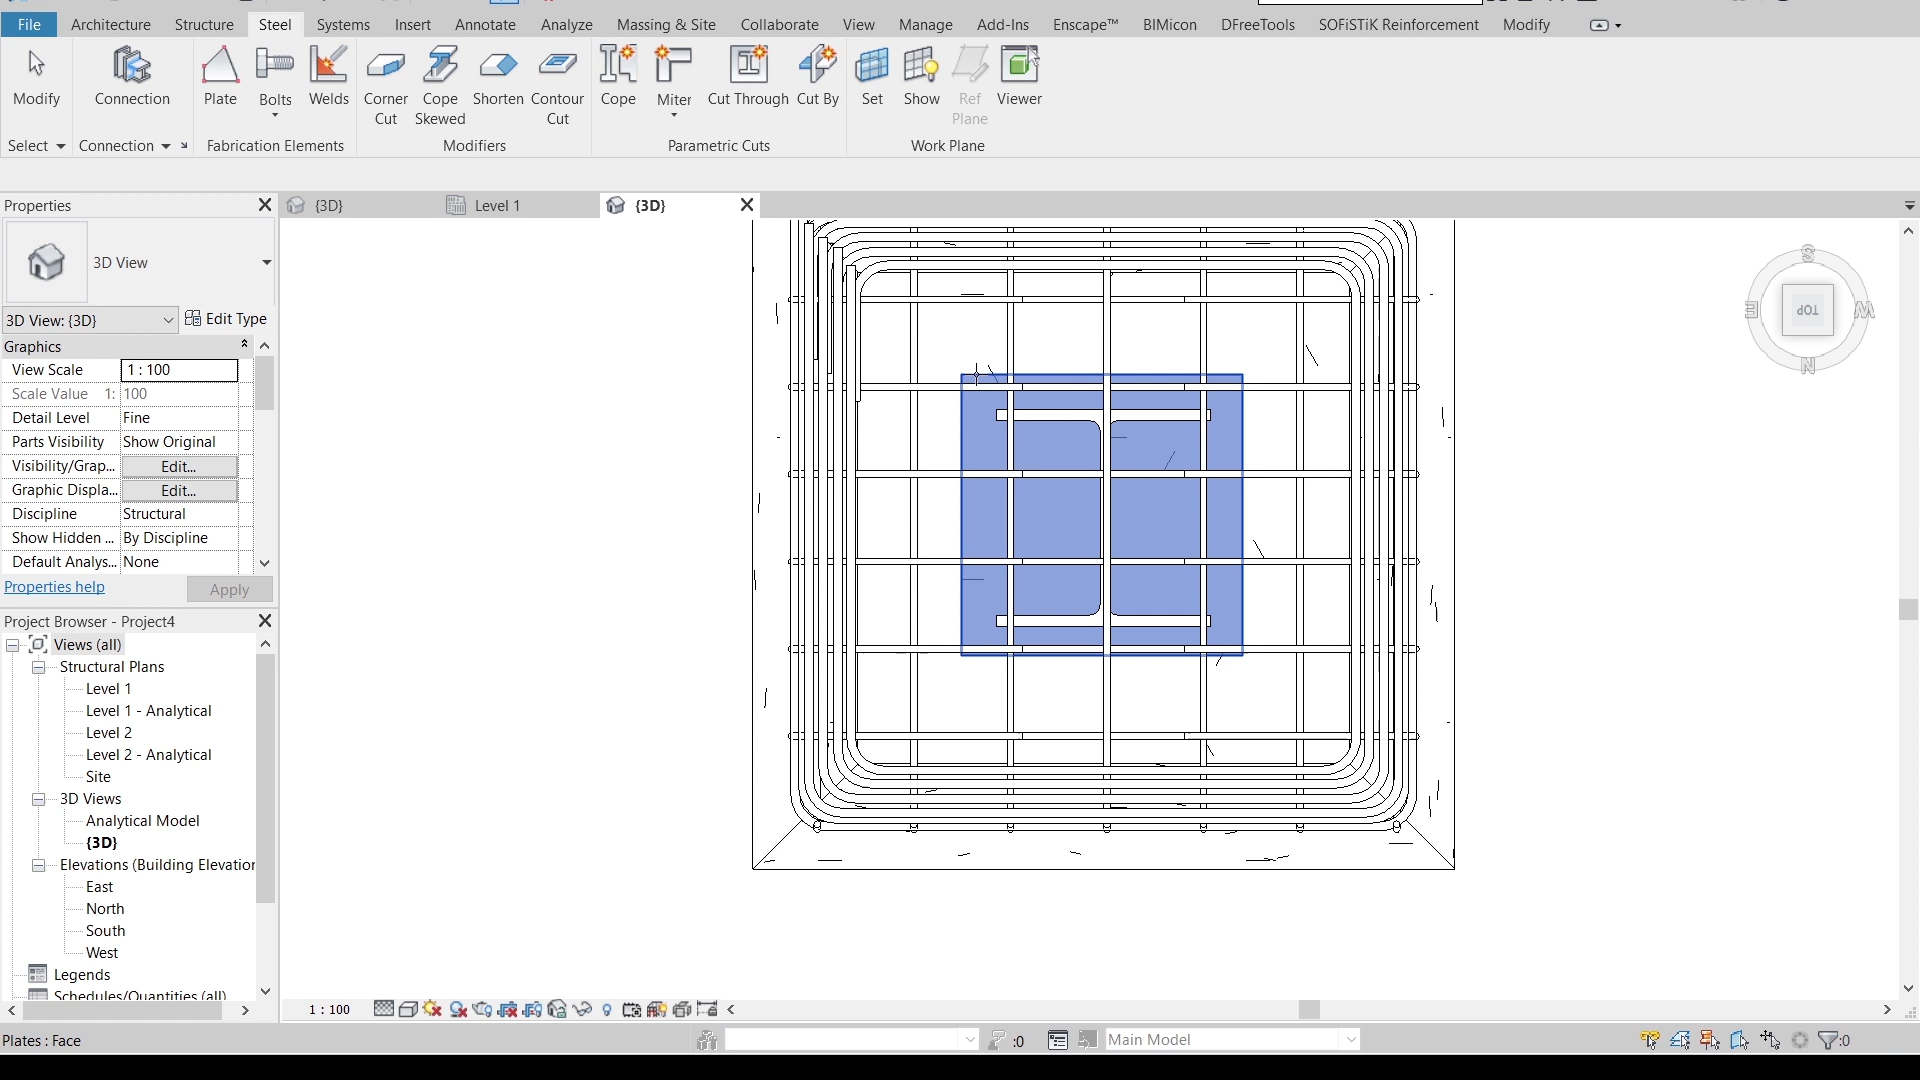 File Architecture Structure Steel Systems Insert Annotate Analyze Massing & Site Collaborate View Manage Add-Ins Enscape™ BIMicon DFreeTools SOFiSTiK Reinforcement Modify
Modify Connection Plate Bolts Welds Corner Cut Cope Skewed Shorten Contour Cut Cope Miter Cut Through Cut By Set Show Ref Plane Viewer
Select Connection Fabrication Elements Modifiers Parametric Cuts Work Plane
Properties
{3D} Level 1 {3D}
3D View
3D View: {3D} Edit Type
Graphics
View Scale 1 : 100
Scale Value 1: 100
Detail Level Fine
Parts Visibility Show Original
Visibility/Grap... Edit...
Graphic Displa... Edit...
Discipline Structural
Show Hidden ... By Discipline
Default Analys... None
Properties help Apply
Project Browser - Project4
Views (all)
Structural Plans
Level 1
Level 1 - Analytical
Level 2
Level 2 - Analytical
Site
3D Views
Analytical Model
{3D}
Elevations (Building Elevation
East
North
South
West
Legends
Schedules/Quantities (all)
S
E TOP W
N
1 : 100
Plates : Face :0 Main Model :0